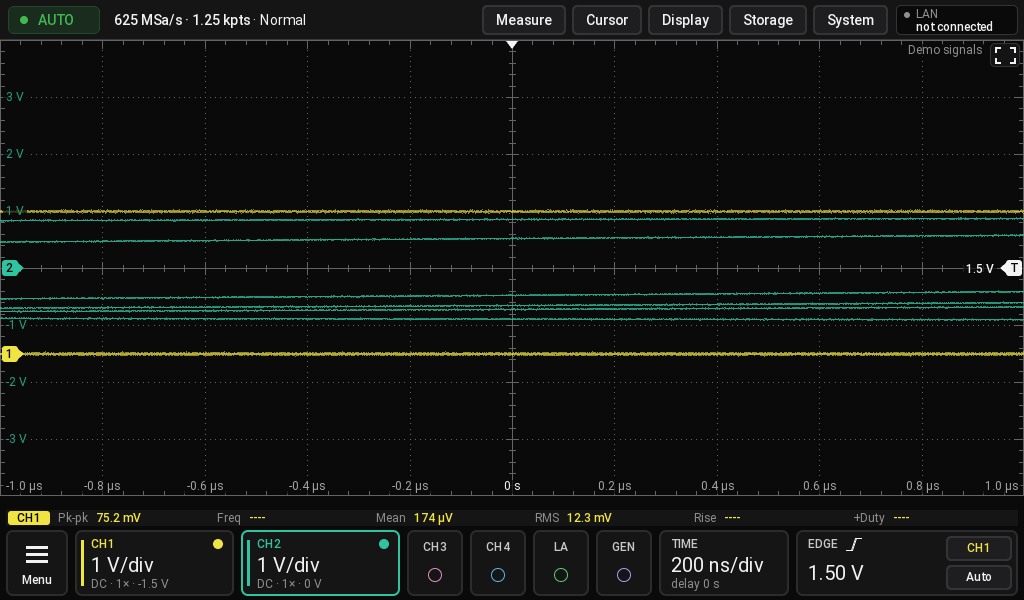 AUTO
625 MSa/s · 1.25 kpts · Normal
Measure
Cursor
Display
Storage
System
LAN
not connected
Demo signals
3 V
2 V
1 V
2
1.5 V
T
-1 V
1
-2 V
-3 V
-1.0 µs
-0.8 µs
-0.6 µs
-0.4 µs
-0.2 µs
0 s
0.2 µs
0.4 µs
0.6 µs
0.8 µs
1.0 µs
CH1 Pk-pk 75.2 mV Freq ---- Mean 174 µV RMS 12.3 mV Rise ---- +Duty ----
Menu
CH1
1 V/div
DC · 1× · -1.5 V
CH2
1 V/div
DC · 1× · 0 V
CH3
CH4
LA
GEN
TIME
200 ns/div
delay 0 s
EDGE
1.50 V
CH1
Auto